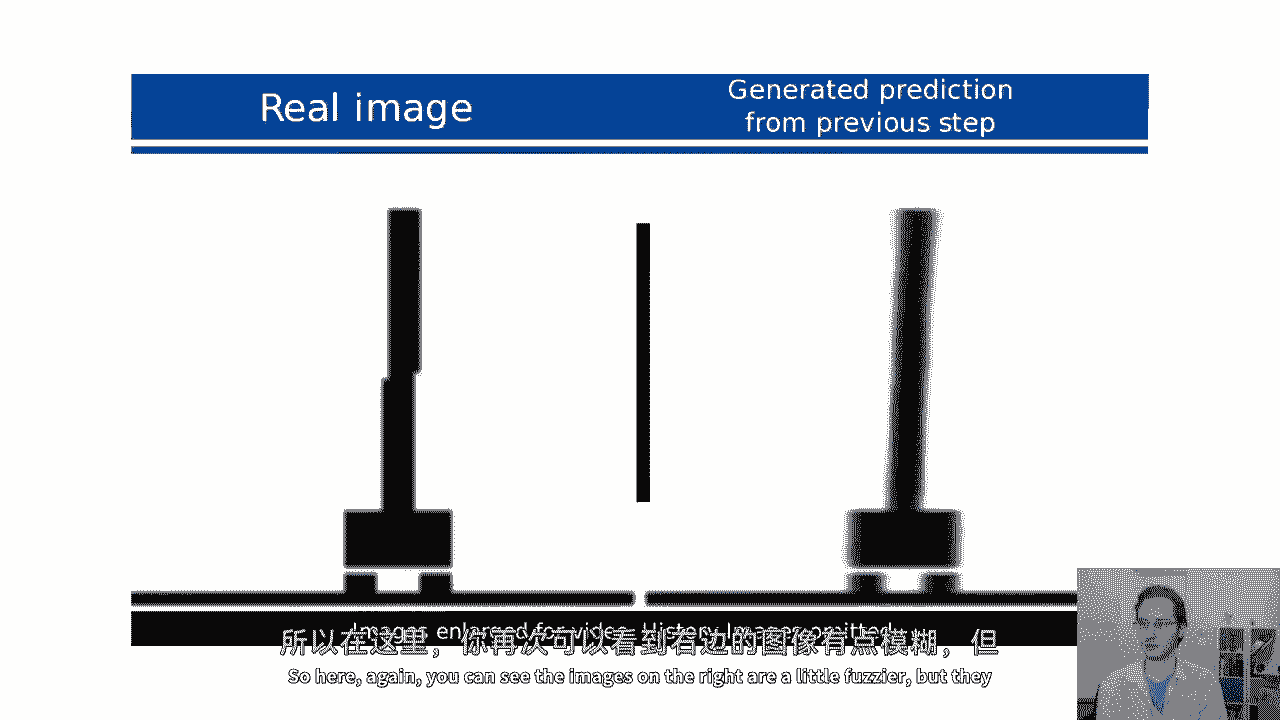 Real image
Generated prediction
from previous step
Images enlarged for video. History Images omitted.
所以在这里，你再次可以看到右边的图像有点模糊，但
So here, again, you can see the images on the right are a little fuzzier, but they